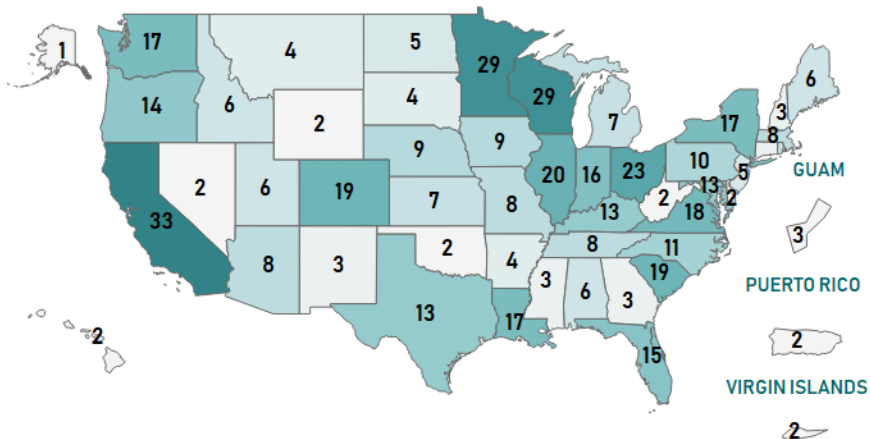 17 4 5 29 6
1
14 6 4 29 7 17 3
2 8
9 9 10
GUAM
2 6 19 20 16 23 5
33 7 8 13 2 13 2
18
8 3 2 4 8 11
3
19
3 6 3
PUERTO RICO
2 13 17
15 2
VIRGIN ISLANDS
2